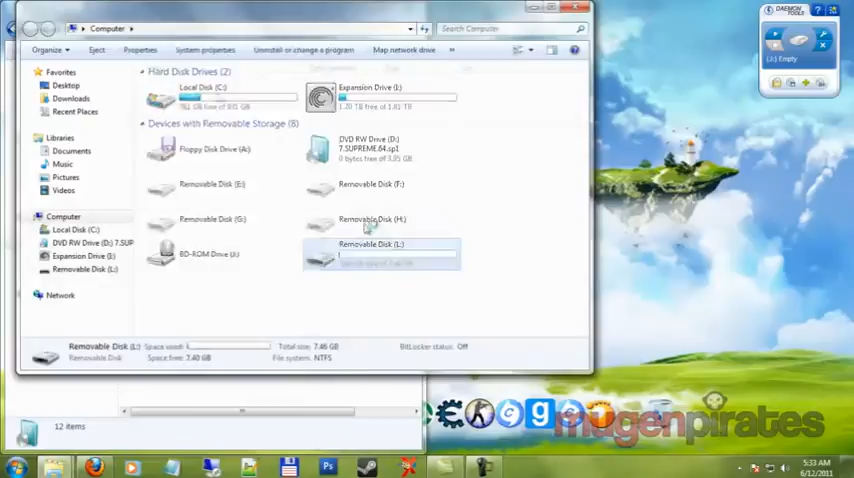 Computer
Search Computer
DAEMON TOOLS
(J:) Empty
Organize Eject Properties System properties Uninstall or change a program Map network drive »
Favorites
Desktop
Downloads
Recent Places
Libraries
Documents
Music
Pictures
Videos
Computer
Local Disk (C:)
DVD RW Drive (D:) 7.SUP
Expansion Drive (I:)
Removable Disk (L:)
Network
Hard Disk Drives (2)
Local Disk (C:)
Expansion Drive (I:)
1.20 TB free of 1.81 TB
Devices with Removable Storage (8)
Floppy Disk Drive (A:)
DVD RW Drive (D:)
7.SUPREME.64.sp1
0 bytes free of 3.85 GB
Removable Disk (E:)
Removable Disk (F:)
Removable Disk (G:)
Removable Disk (H:)
BD-ROM Drive (J:)
Removable Disk (L:)
Removable Disk (L:) Space used: Total size: 7.46 GB BitLocker status: Off
Removable Disk Space free: 7.40 GB File system: NTFS
12 items
mugenpirates
Ps
5:33 AM
6/12/2011